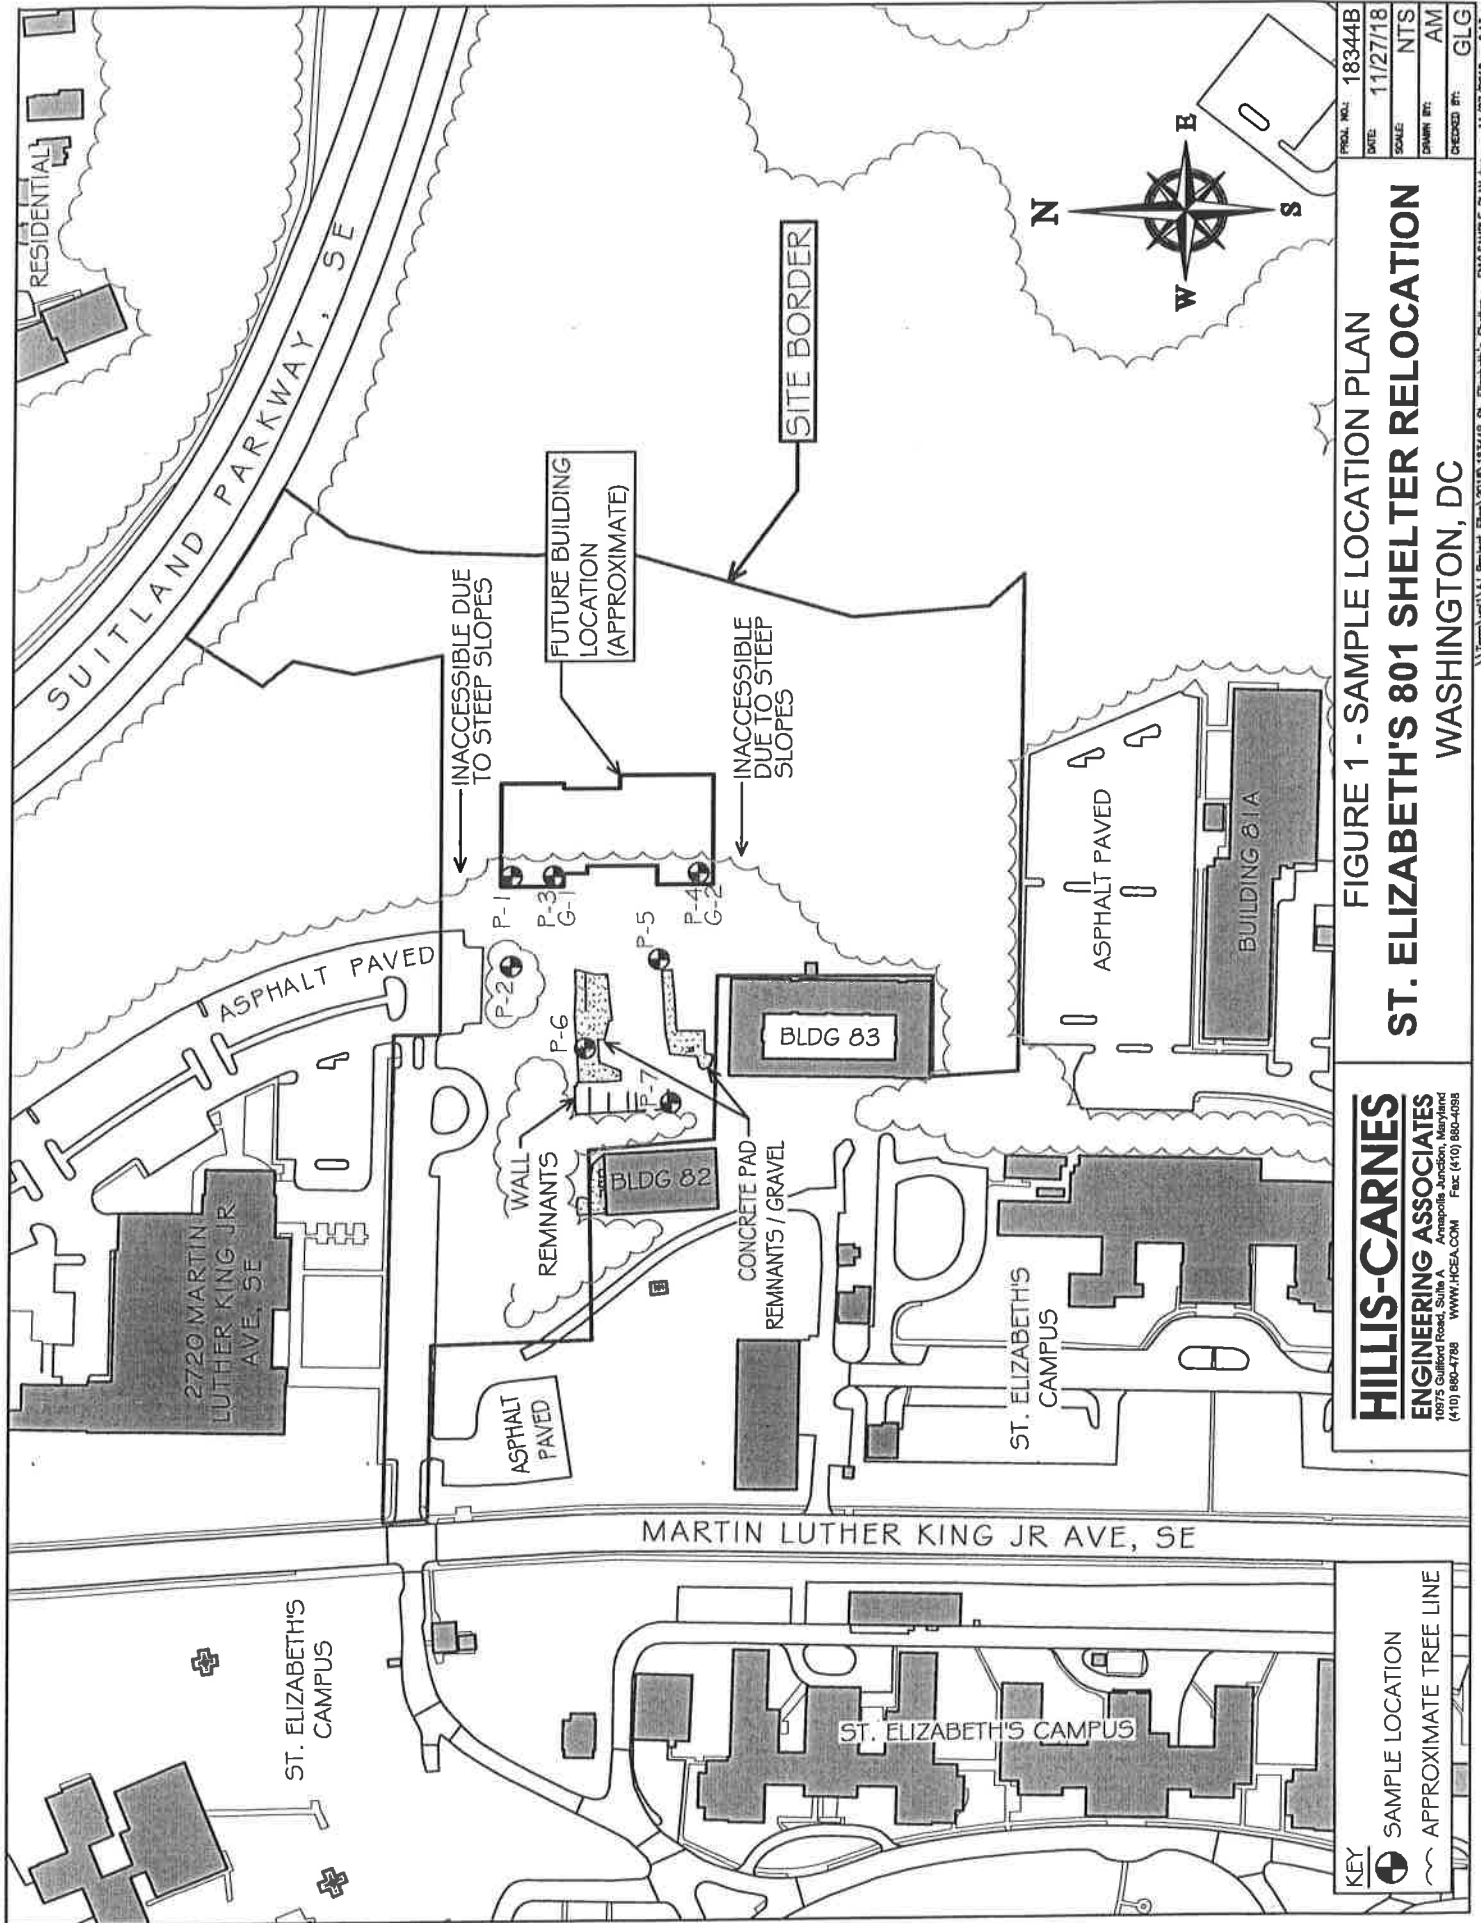 RESIDENTIAL
SUITLAND PARKWAY, SE
SITE BORDER
FUTURE BUILDING
LOCATION
(APPROXIMATE)
INACCESSIBLE DUE
TO STEEP SLOPES
INACCESSIBLE
DUE TO STEEP
SLOPES
N
E
S
W
ASPHALT PAVED
P-1
P-3
G-1
P-4
G-2
P-2
P-5
P-6
P-7
BLDG 83
BLDG 82
WALL
REMNANTS
CONCRETE PAD
REMNANTS / GRAVEL
ASPHALT PAVED
BUILDING 81A
2720 MARTIN
LUTHER KING JR
AVE, SE
ASPHALT
PAVED
ST. ELIZABETH'S
CAMPUS
MARTIN LUTHER KING JR AVE, SE
ST. ELIZABETH'S
CAMPUS
ST. ELIZABETH'S CAMPUS
KEY
SAMPLE LOCATION
APPROXIMATE TREE LINE
HILLIS-CARNES
ENGINEERING ASSOCIATES
10975 Guilford Road, Suite A Annapolis Junction, Maryland
(410) 880-4788 WWW.HCEA.COM Fax: (410) 880-4098
FIGURE 1 - SAMPLE LOCATION PLAN
ST. ELIZABETH'S 801 SHELTER RELOCATION
WASHINGTON, DC
PROJ. NO.: 18344B
DATE: 11/27/18
SCALE: NTS
DRAWN BY: AM
CHECKED BY: GLG